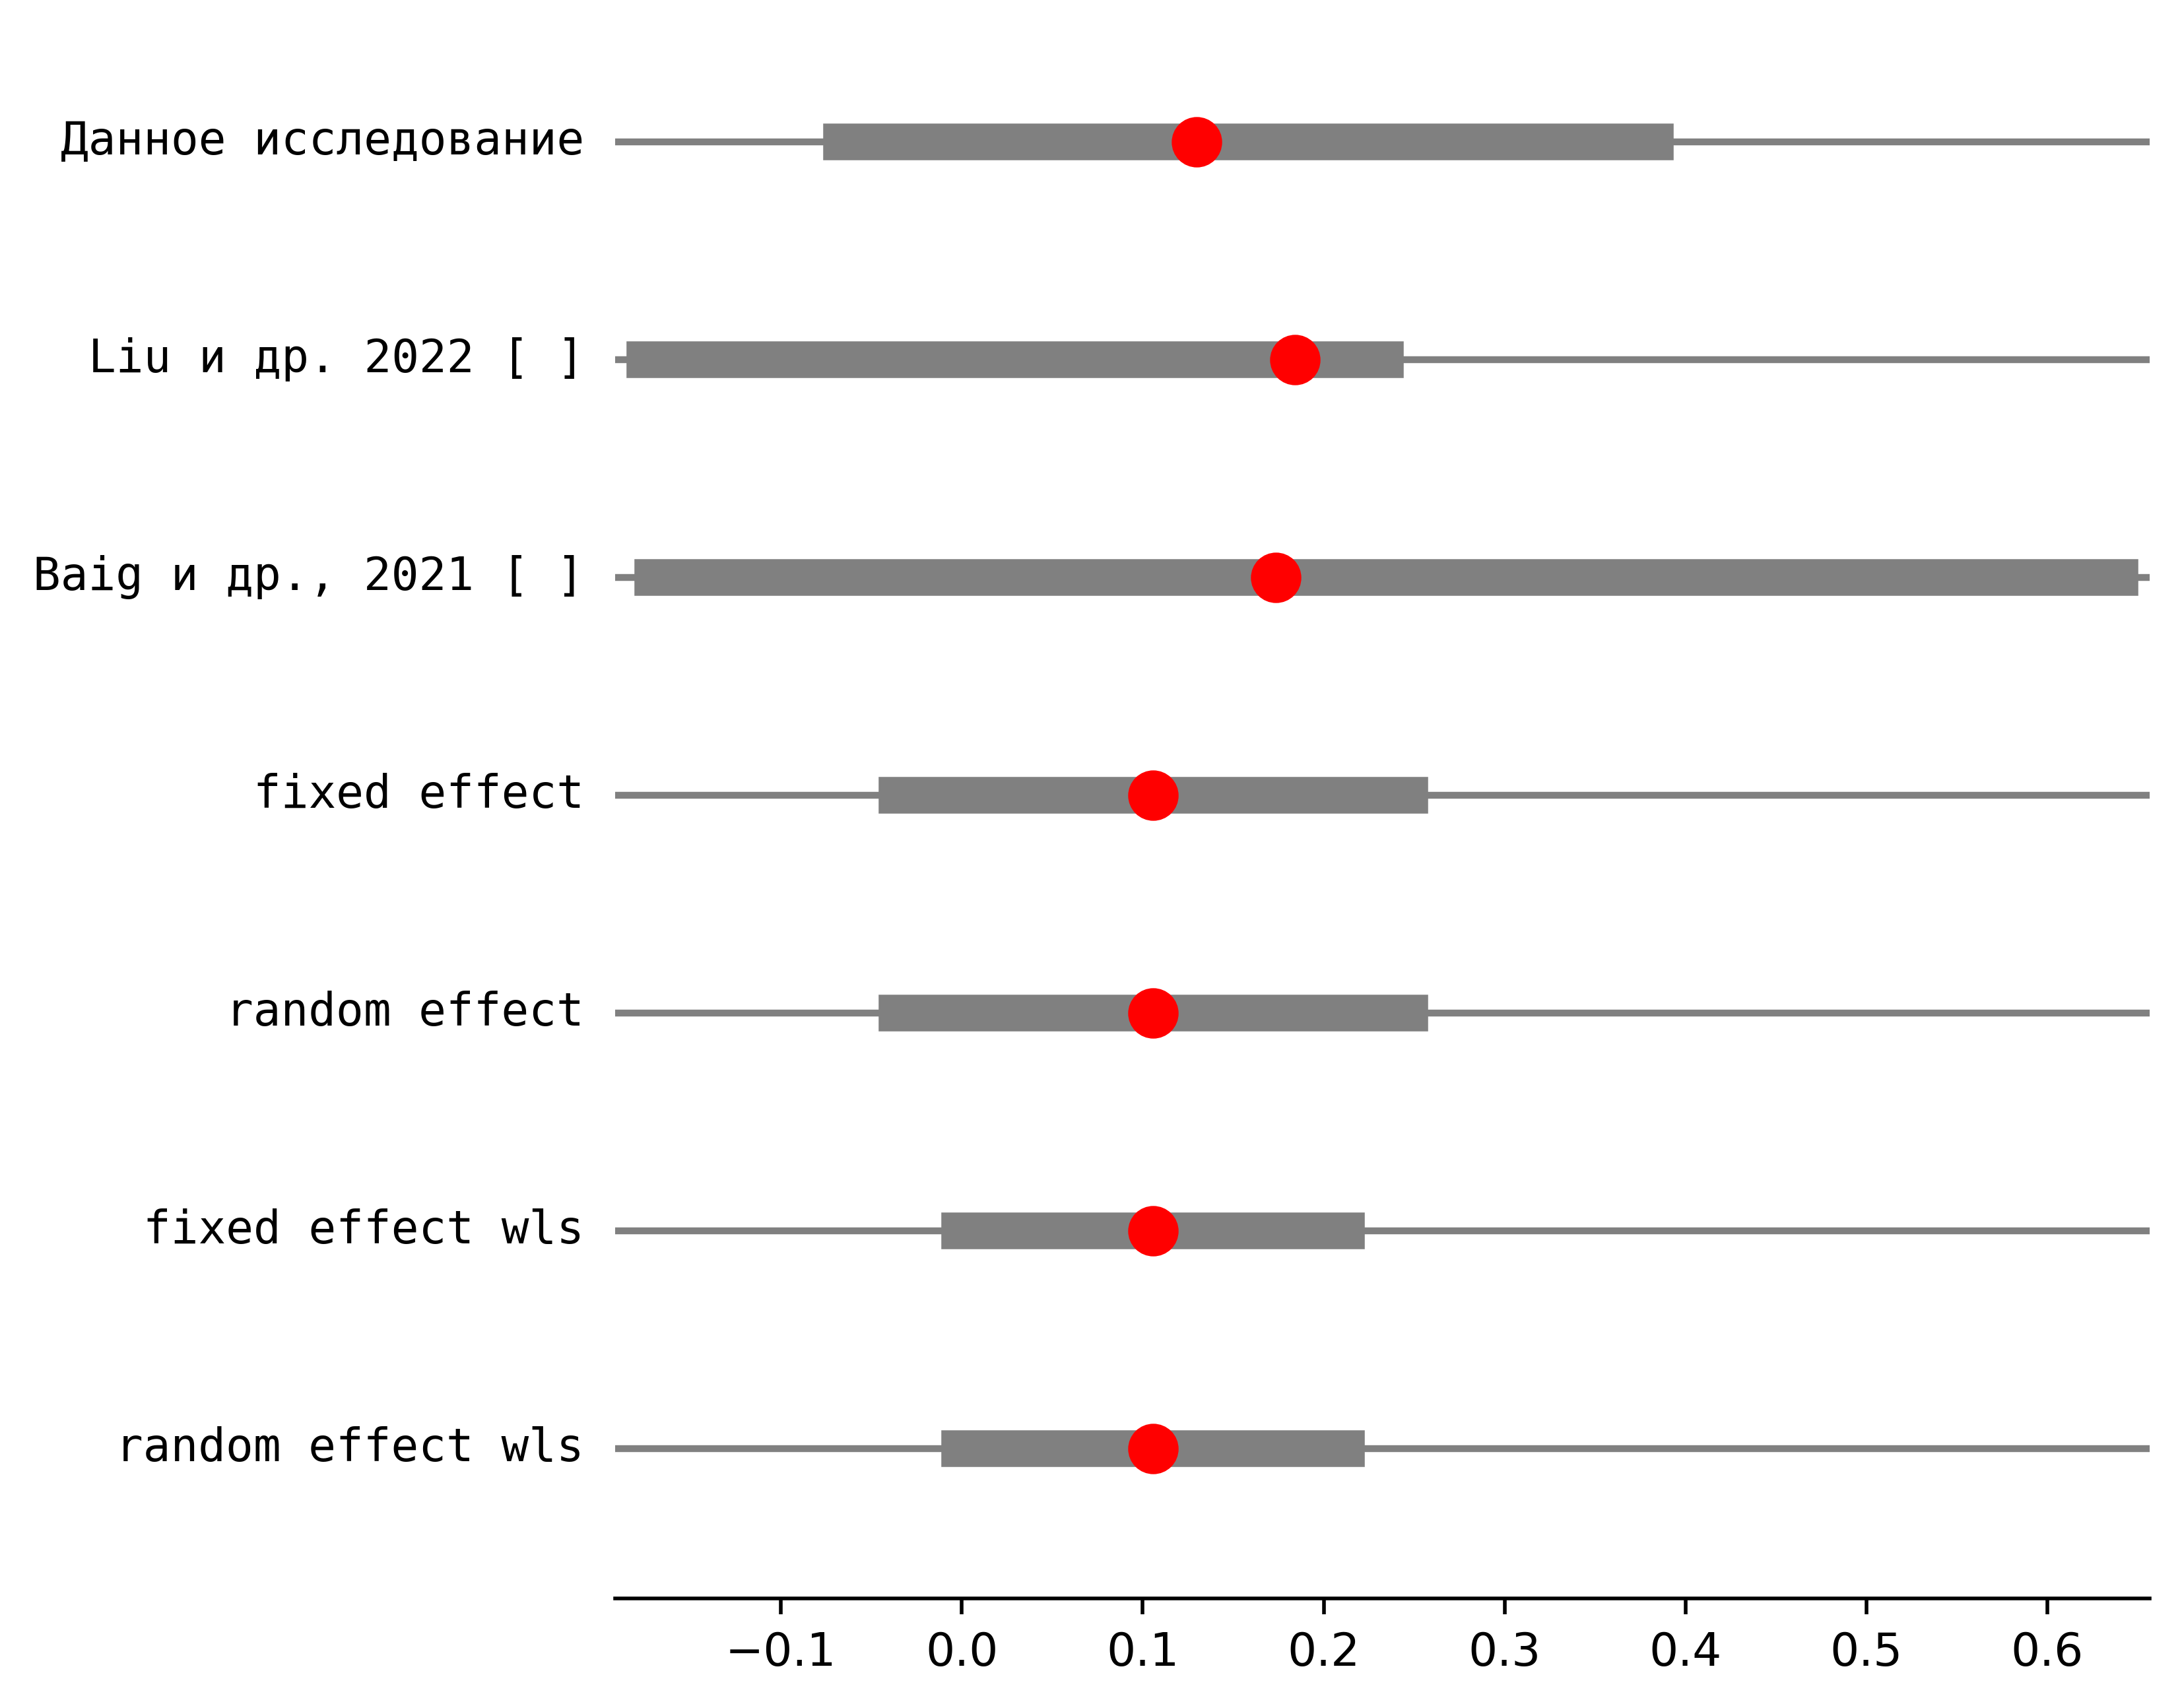 Данное исследование
Liu и др. 2022 [ ]
Baig и др., 2021 [ ]
fixed effect
random effect
fixed effect wls
random effect wls
−0.1 0.0 0.1 0.2 0.3 0.4 0.5 0.6